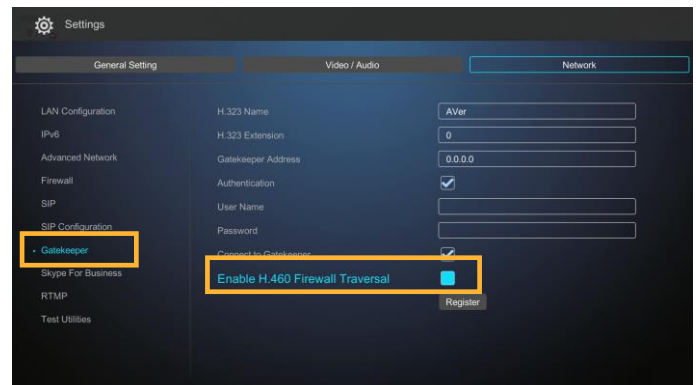 Settings
General Setting Video / Audio Network
LAN Configuration H.323 Name AVer
IPv6 H.323 Extension 0
Advanced Network Gatekeeper Address 0.0.0.0
Firewall Authentication
SIP User Name
SIP Configuration Password
Gatekeeper Connect to Gatekeeper
Skype For Business Enable H.460 Firewall Traversal
RTMP Register
Test Utilities